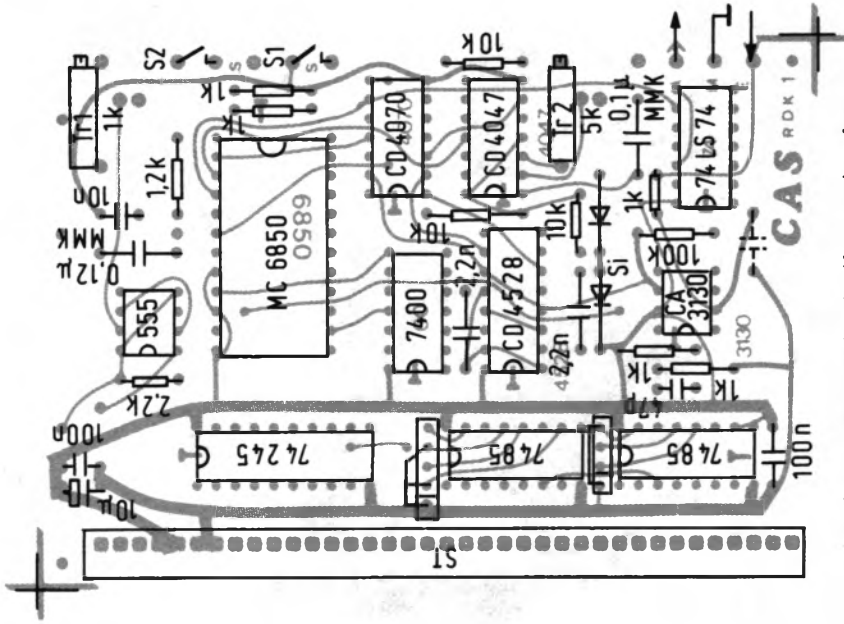 S2
S1
s
s
Tr1
1k
1k
1k
10k
Tr2
5k
0,1µ
MMK
CD4070
4070
CD4047
4047
74LS74
CAS RDK 1
10n
1,2k
MMK
0,12µ
MC 6850
6850
10k
10k
1k
100k
Si
555
7400
2,2n
CD4528
2,2n
CA
3130
3130
2,2k
1k
1k
47p
100n
74245
7485
7485
100n
10µ
ST